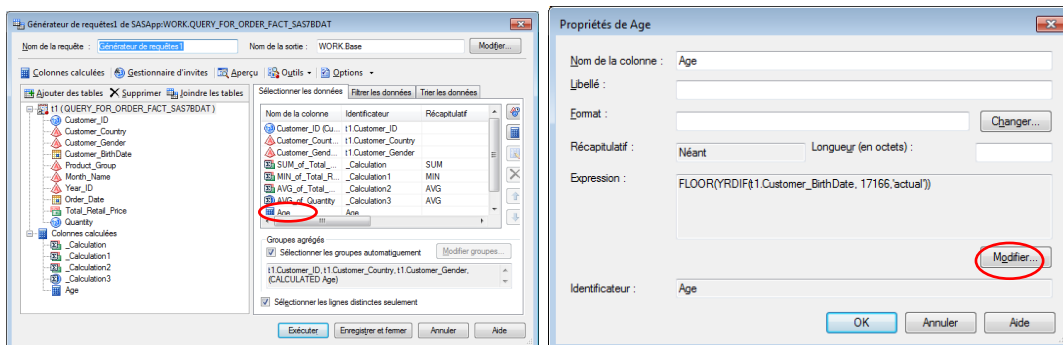 Générateur de requêtes1 de SASApp:WORK.QUERY_FOR_ORDER_FACT_SAS7BDAT
Nom de la requête : Générateur de requêtes1 Nom de la sortie : WORK.Base Modifier...
Colonnes calculées Gestionnaire d'invites Aperçu Outils Options
Ajouter des tables Supprimer Joindre les tables
t1 (QUERY_FOR_ORDER_FACT_SAS7BDAT)
Customer_ID
Customer_Country
Customer_Gender
Customer_BirthDate
Product_Group
Month_Name
Year_ID
Order_Date
Total_Retail_Price
Quantity
Colonnes calculées
_Calculation
_Calculation1
_Calculation2
_Calculation3
Age
Sélectionner les données Filtrer les données Trier les données
Nom de la colonne Identificateur Récapitulatif
Customer_ID (Cu... t1.Customer_ID
Customer_Count... t1.Customer_Country
Customer_Gend... t1.Customer_Gender
SUM_of_Total_... _Calculation SUM
MIN_of_Total_R... _Calculation1 MIN
AVG_of_Total_... _Calculation2 AVG
AVG_of_Quantity _Calculation3 AVG
Age Age
Groupes agrégés
Sélectionner les groupes automatiquement Modifier groupes...
t1.Customer_ID, t1.Customer_Country, t1.Customer_Gender,
(CALCULATED Age)
Sélectionner les lignes distinctes seulement
Exécuter Enregistrer et fermer Annuler Aide
Propriétés de Age
Nom de la colonne : Age
Libellé :
Format : Changer...
Récapitulatif : Néant Longueur (en octets) :
Expression : FLOOR(YRDIF(t1.Customer_BirthDate, 17166,'actual'))
Modifier...
Identificateur : Age
OK Annuler Aide